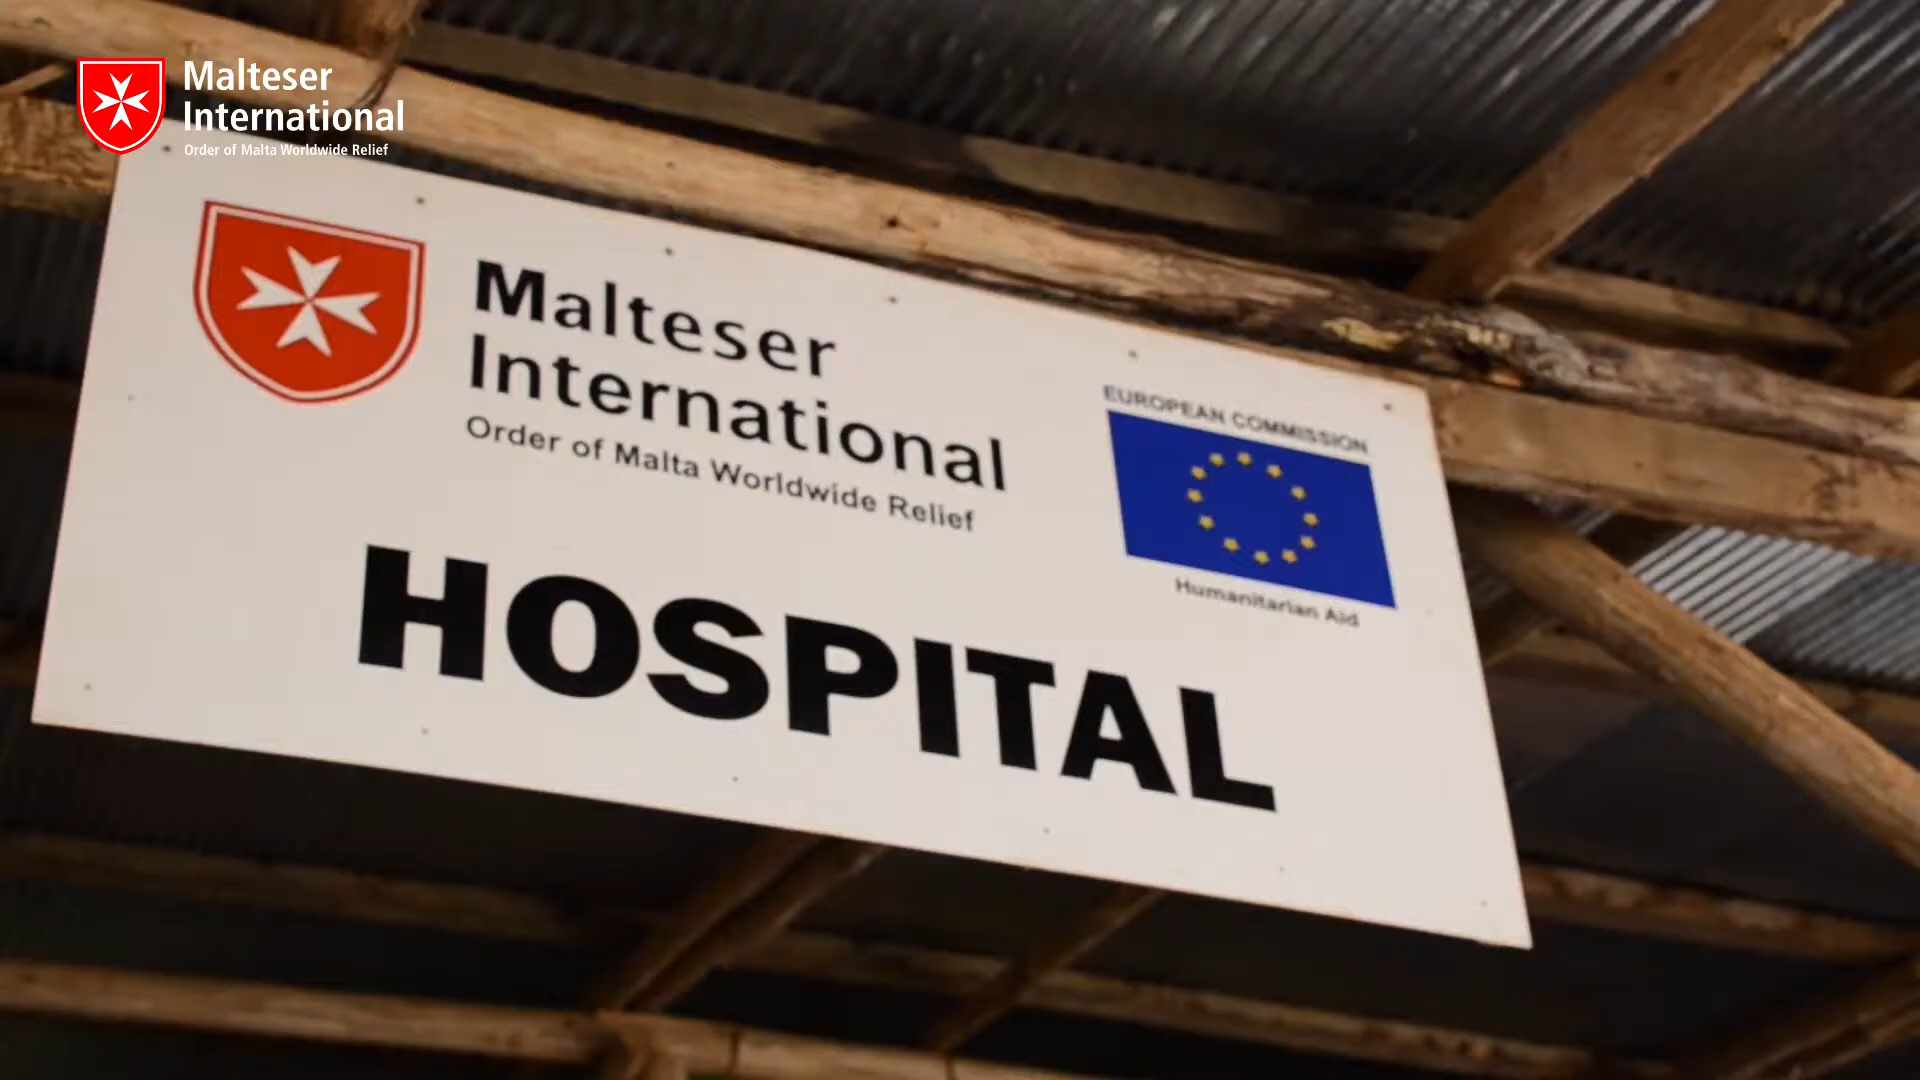 Malteser
International
Order of Malta Worldwide Relief
Malteser
International
Order of Malta Worldwide Relief
EUROPEAN COMMISSION
Humanitarian Aid
HOSPITAL